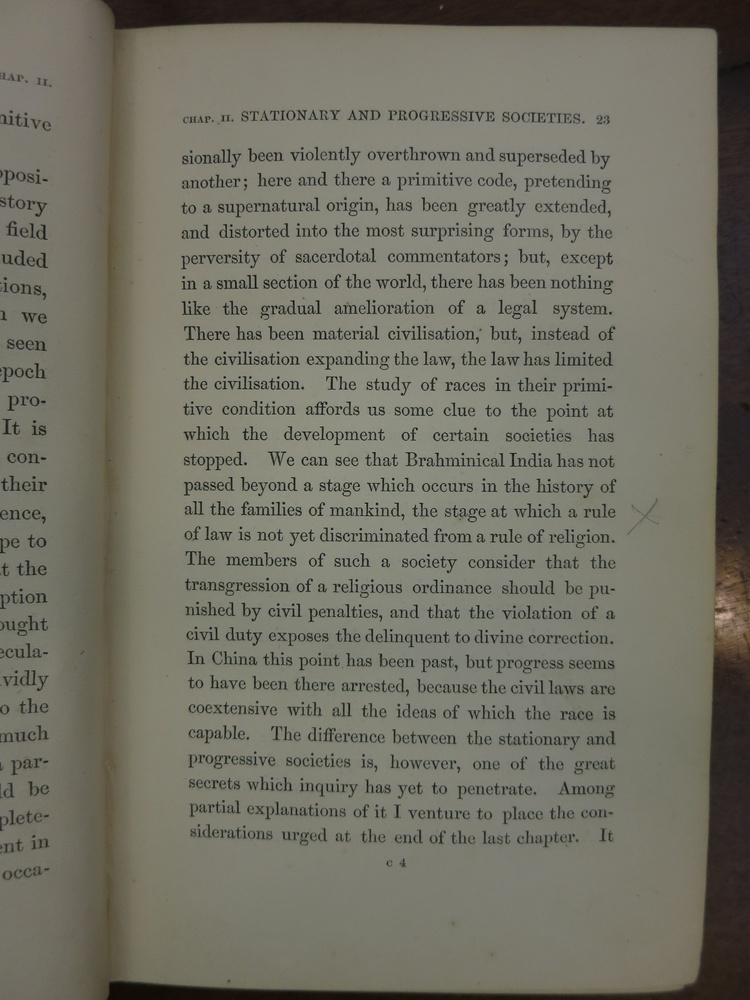 HAP. II.
nitive
pposi-
story
field
uded
tions,
we
seen
epoch
pro-
It is
con-
their
ence,
pe to
t the
ption
ought
ecula-
vidly
o the
much
par-
ld be
plete-
ent in
occa-
CHAP. II. STATIONARY AND PROGRESSIVE SOCIETIES. 23
sionally been violently overthrown and superseded by
another; here and there a primitive code, pretending
to a supernatural origin, has been greatly extended,
and distorted into the most surprising forms, by the
perversity of sacerdotal commentators; but, except
in a small section of the world, there has been nothing
like the gradual amelioration of a legal system.
There has been material civilisation, but, instead of
the civilisation expanding the law, the law has limited
the civilisation. The study of races in their primi-
tive condition affords us some clue to the point at
which the development of certain societies has
stopped. We can see that Brahminical India has not
passed beyond a stage which occurs in the history of
all the families of mankind, the stage at which a rule
of law is not yet discriminated from a rule of religion.
The members of such a society consider that the
transgression of a religious ordinance should be pu-
nished by civil penalties, and that the violation of a
civil duty exposes the delinquent to divine correction.
In China this point has been past, but progress seems
to have been there arrested, because the civil laws are
coextensive with all the ideas of which the race is
capable. The difference between the stationary and
progressive societies is, however, one of the great
secrets which inquiry has yet to penetrate. Among
partial explanations of it I venture to place the con-
siderations urged at the end of the last chapter. It
C 4